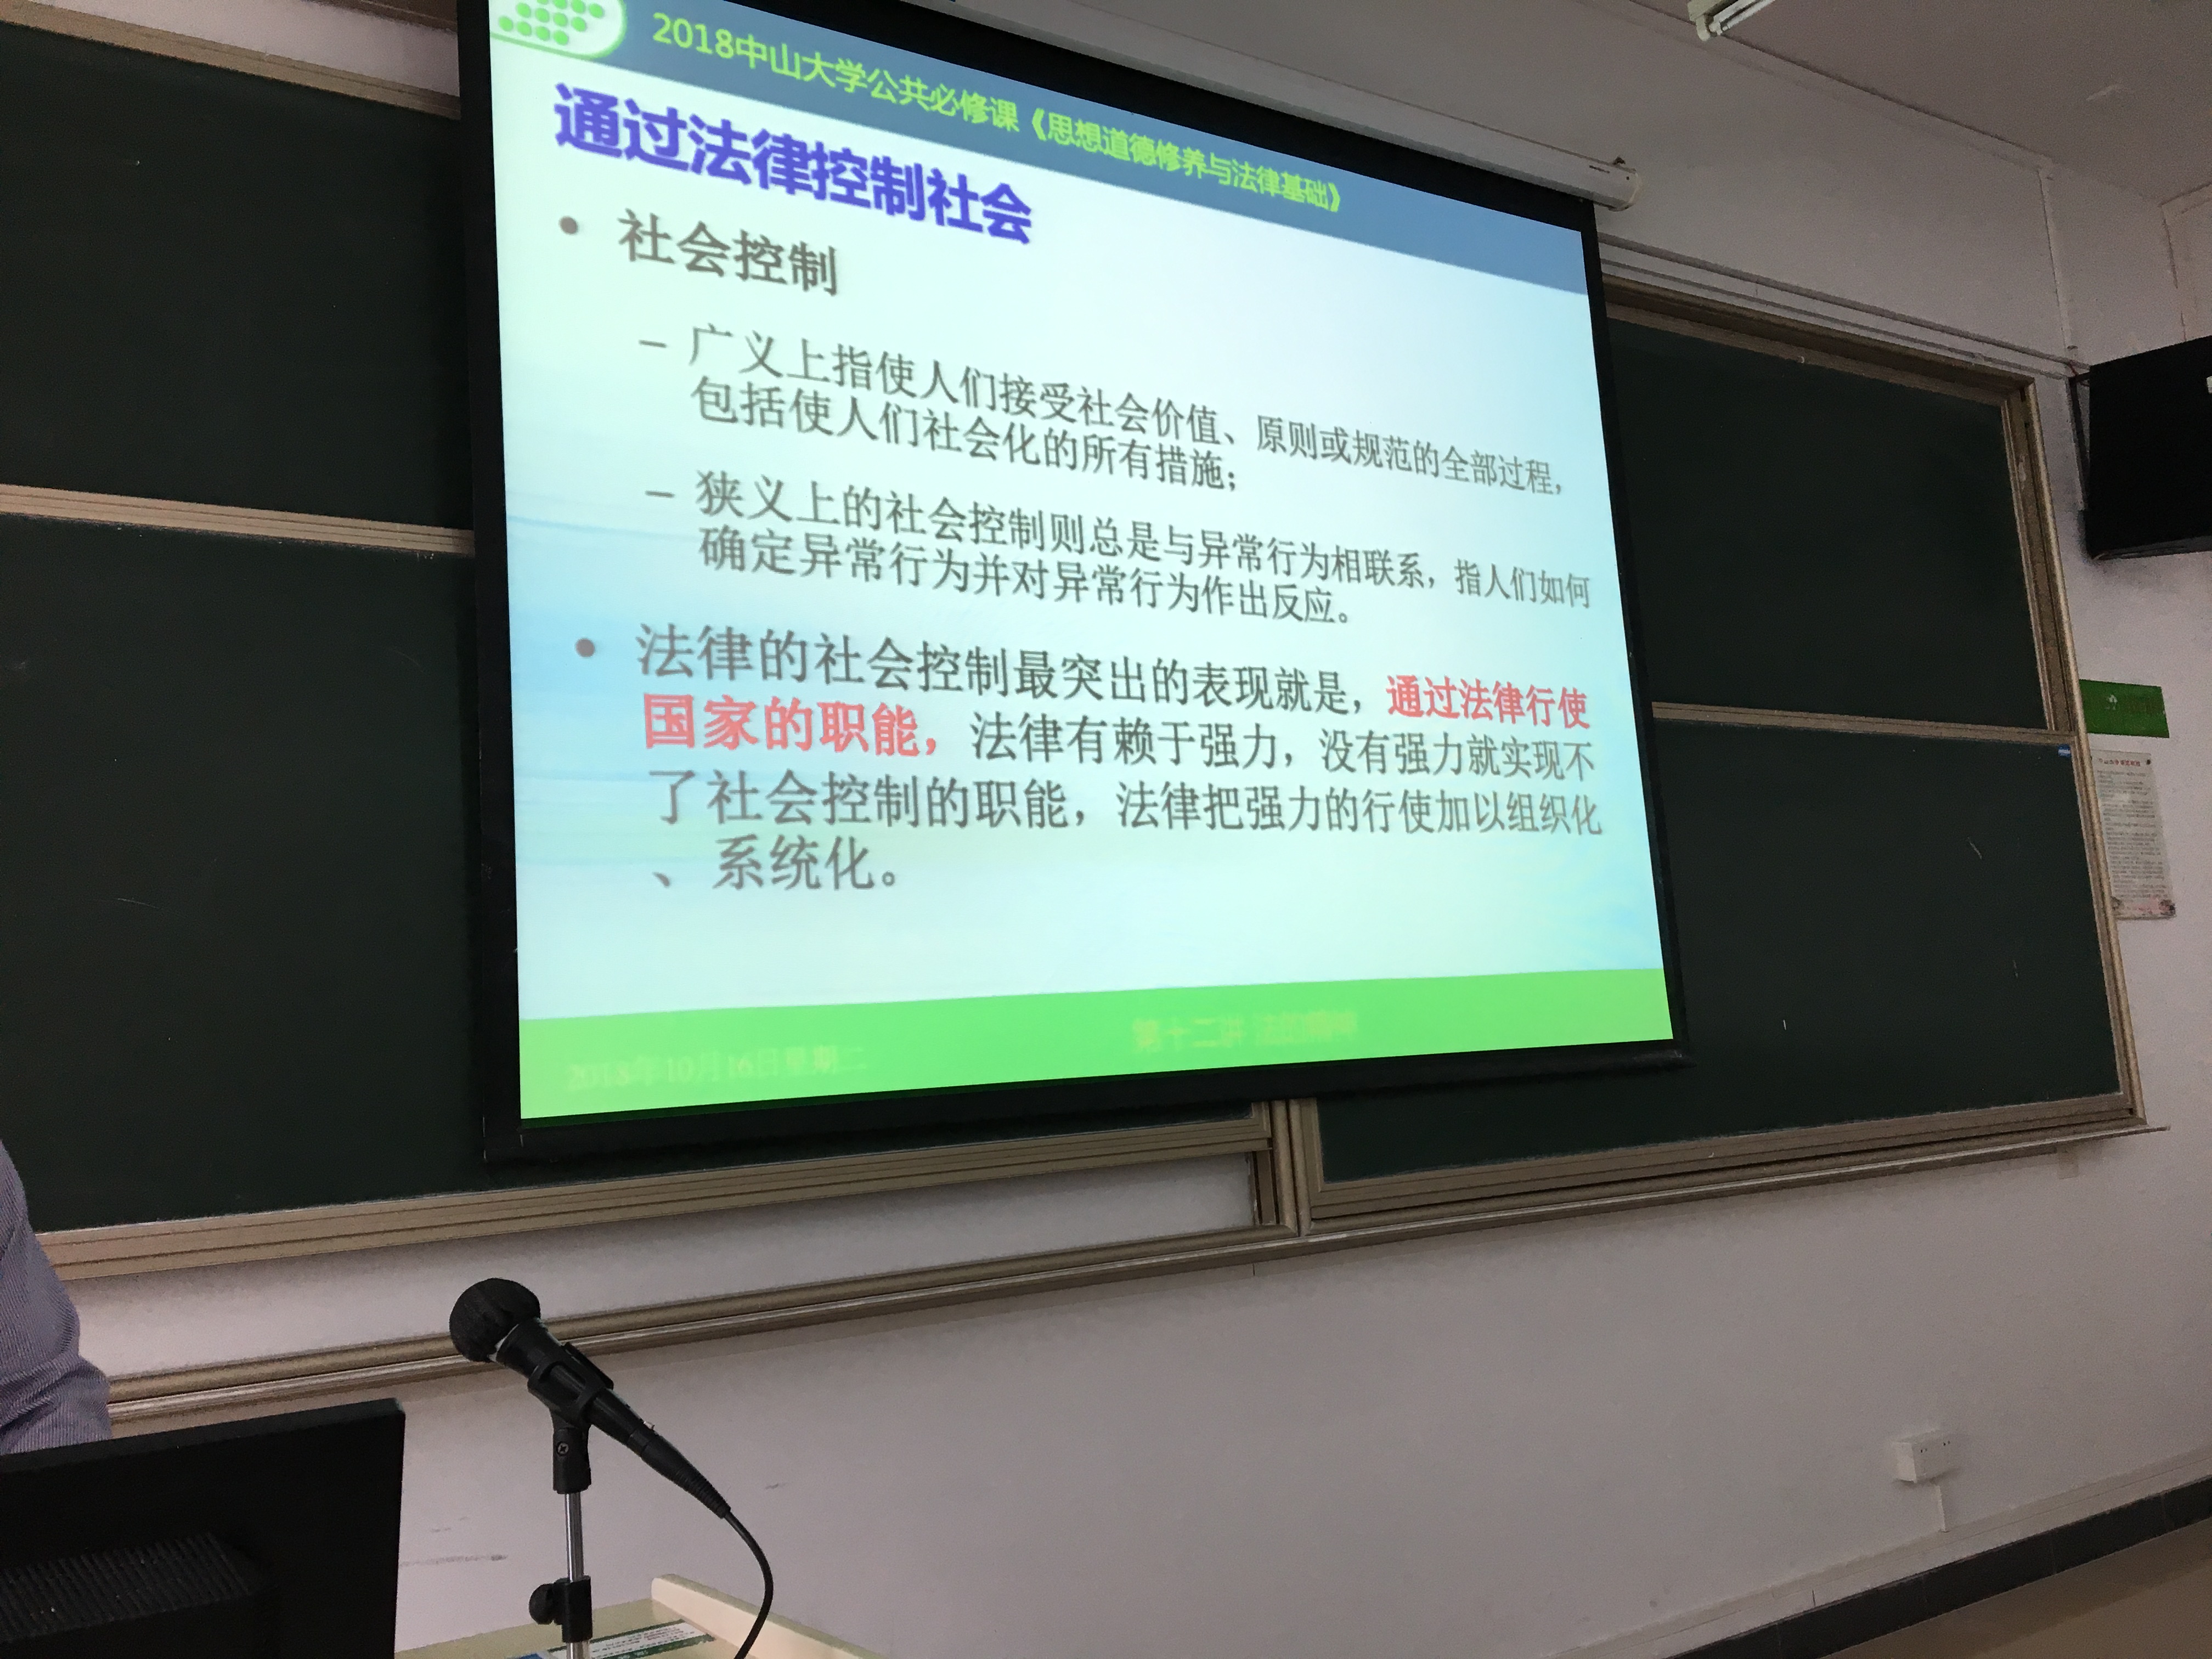 2018中山大学公共必修课《思想道德修养与法律基础》
通过法律控制社会
• 社会控制
– 广义上指使人们接受社会价值、原则或规范的全部过程，
包括使人们社会化的所有措施；
– 狭义上的社会控制则总是与异常行为相联系，指人们如何
确定异常行为并对异常行为作出反应。
• 法律的社会控制最突出的表现就是，通过法律行使
国家的职能，法律有赖于强力，没有强力就实现不
了社会控制的职能，法律把强力的行使加以组织化
、系统化。
2018年10月16日星期二
第十二讲